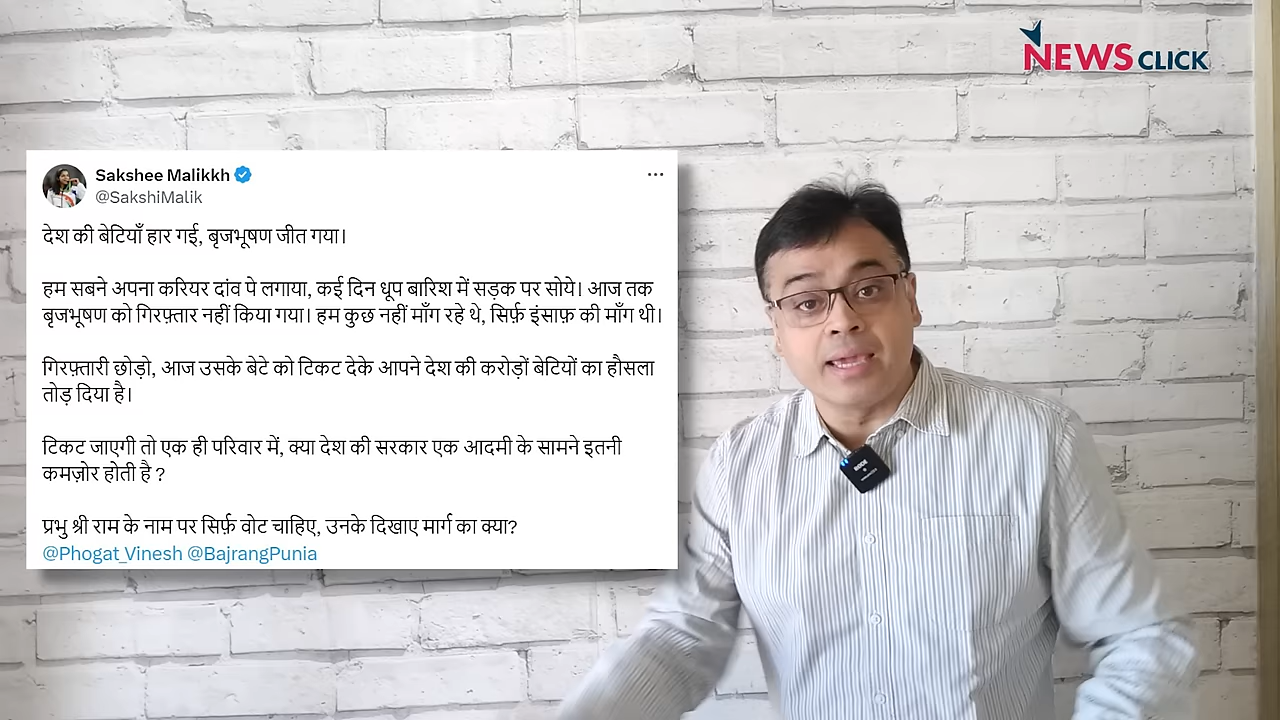 NEWSCLICK
Sakshee Malikkh
@SakshiMalik
देश की बेटियाँ हार गई, बृजभूषण जीत गया।
हम सबने अपना करियर दांव पे लगाया, कई दिन धूप बारिश में सड़क पर सोये। आज तक
बृजभूषण को गिरफ़्तार नहीं किया गया। हम कुछ नहीं माँग रहे थे, सिर्फ़ इंसाफ़ की माँग थी।
गिरफ़्तारी छोड़ो, आज उसके बेटे को टिकट देके आपने देश की करोड़ों बेटियों का हौसला
तोड़ दिया है।
टिकट जाएगी तो एक ही परिवार में, क्या देश की सरकार एक आदमी के सामने इतनी
कमज़ोर होती है ?
प्रभु श्री राम के नाम पर सिर्फ़ वोट चाहिए, उनके दिखाए मार्ग का क्या?
@Phogat_Vinesh @BajrangPunia